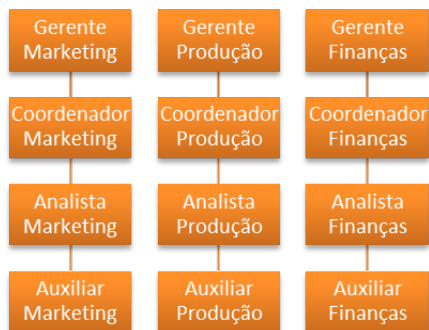 Gerente
Marketing
Gerente
Produção
Gerente
Finanças
Coordenador
Marketing
Coordenador
Produção
Coordenador
Finanças
Analista
Marketing
Analista
Produção
Analista
Finanças
Auxiliar
Marketing
Auxiliar
Produção
Auxiliar
Finanças